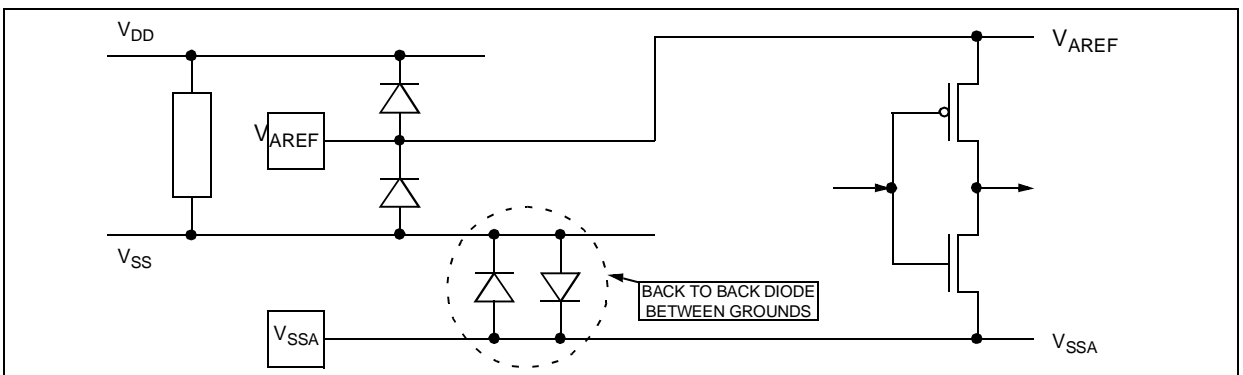 VDD
VAREF
VAREF
VSS
BACK TO BACK DIODE
BETWEEN GROUNDS
VSSA
VSSA